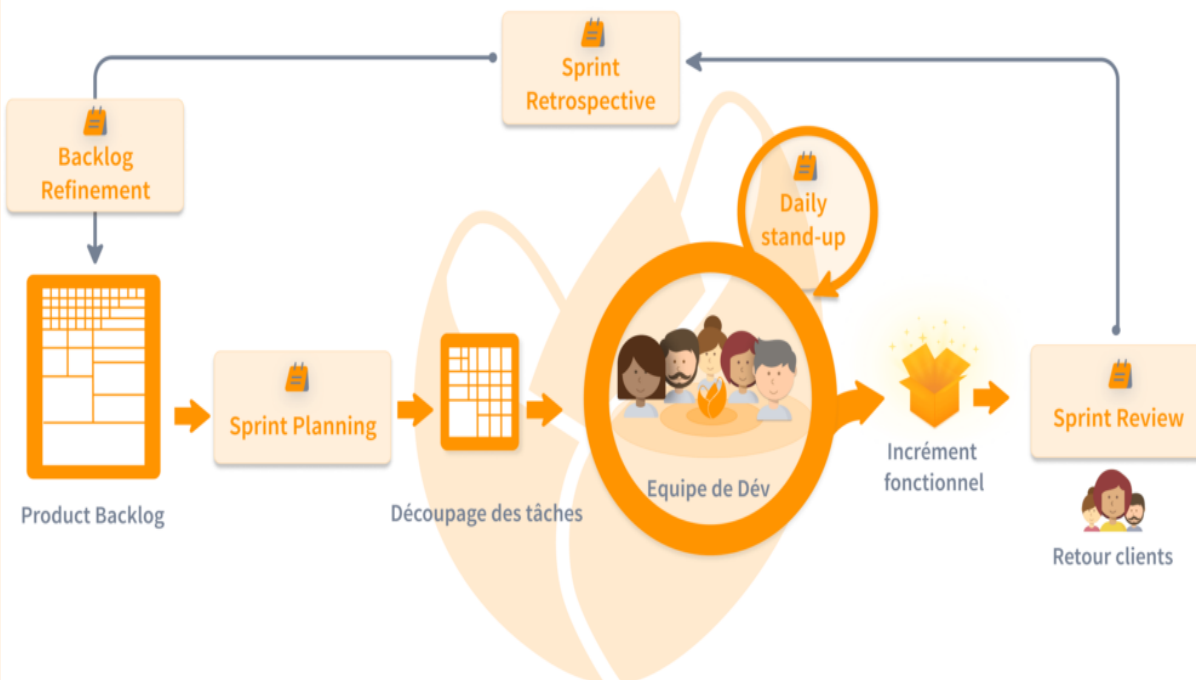 Sprint
Retrospective
Backlog
Refinement
Daily
stand-up
Sprint Planning
Sprint Review
Product Backlog
Découpage des tâches
Equipe de Dév
Incrément
fonctionnel
Retour clients